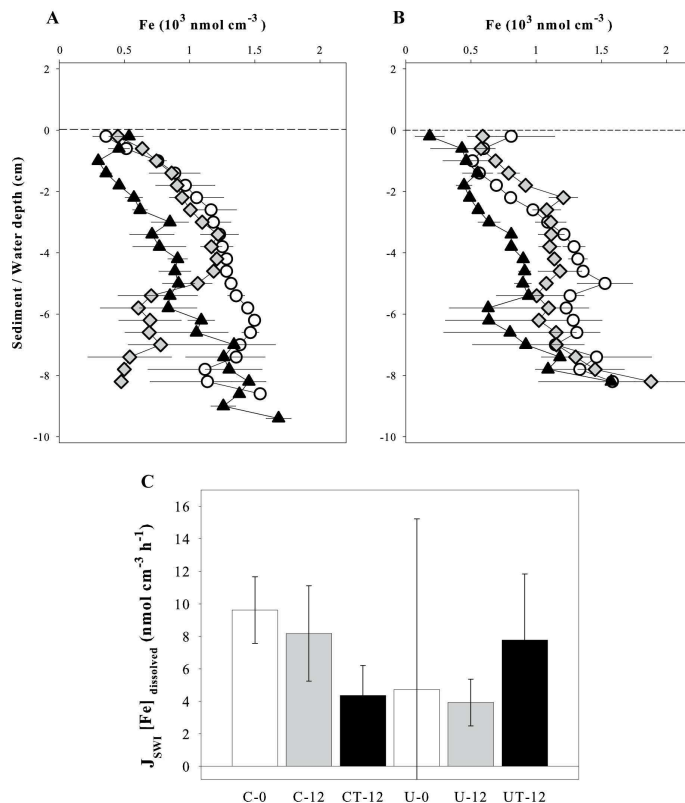 A Fe (10³ nmol cm⁻³) B Fe (10³ nmol cm⁻³)
0 0.5 1 1.5 2 0 0.5 1 1.5 2
2 2
0 0
-2 -2
-4 -4
-6 -6
-8 -8
-10 -10
Sediment / Water depth (cm)
C
16
14
12
10
8
6
4
2
0
J SWI [Fe] dissolved (nmol cm⁻³ h⁻¹)
C-0 C-12 CT-12 U-0 U-12 UT-12